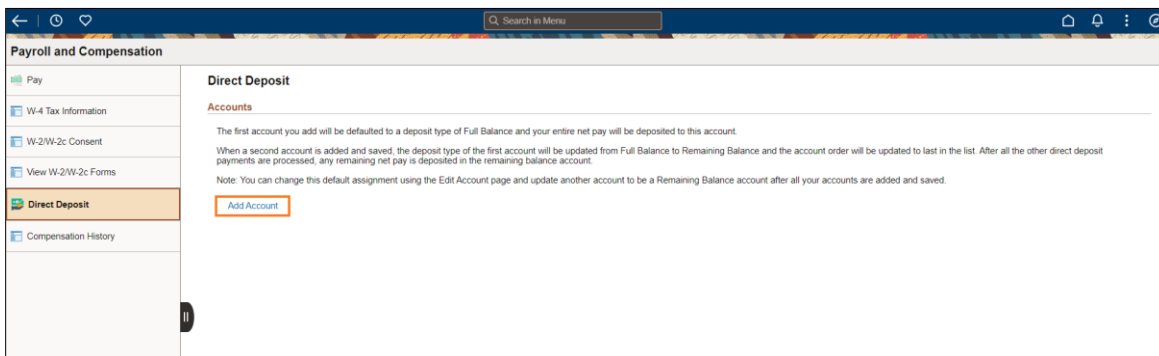 Search in Menu
Payroll and Compensation
Pay
W-4 Tax Information
W-2/W-2c Consent
View W-2/W-2c Forms
Direct Deposit
Compensation History
Direct Deposit
Accounts
The first account you add will be defaulted to a deposit type of Full Balance and your entire net pay will be deposited to this account.
When a second account is added and saved, the deposit type of the first account will be updated from Full Balance to Remaining Balance and the account order will be updated to last in the list. After all the other direct deposit
payments are processed, any remaining net pay is deposited in the remaining balance account.
Note: You can change this default assignment using the Edit Account page and update another account to be a Remaining Balance account after all your accounts are added and saved.
Add Account